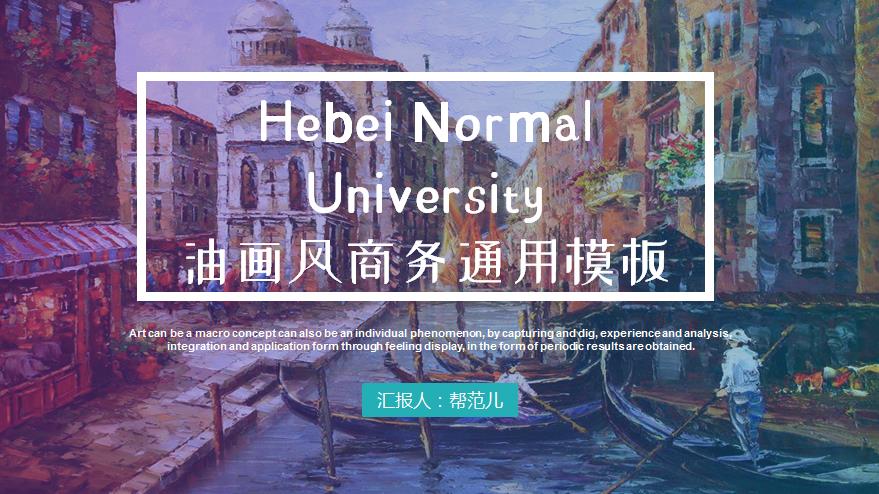 Hebei Normal
University
油画风商务通用模板
Art can be a macro concept can also be an individual phenomenon, by capturing and dig, experience and analysis,
integration and application form through feeling display, in the form of periodic results are obtained.
汇报人：帮范儿